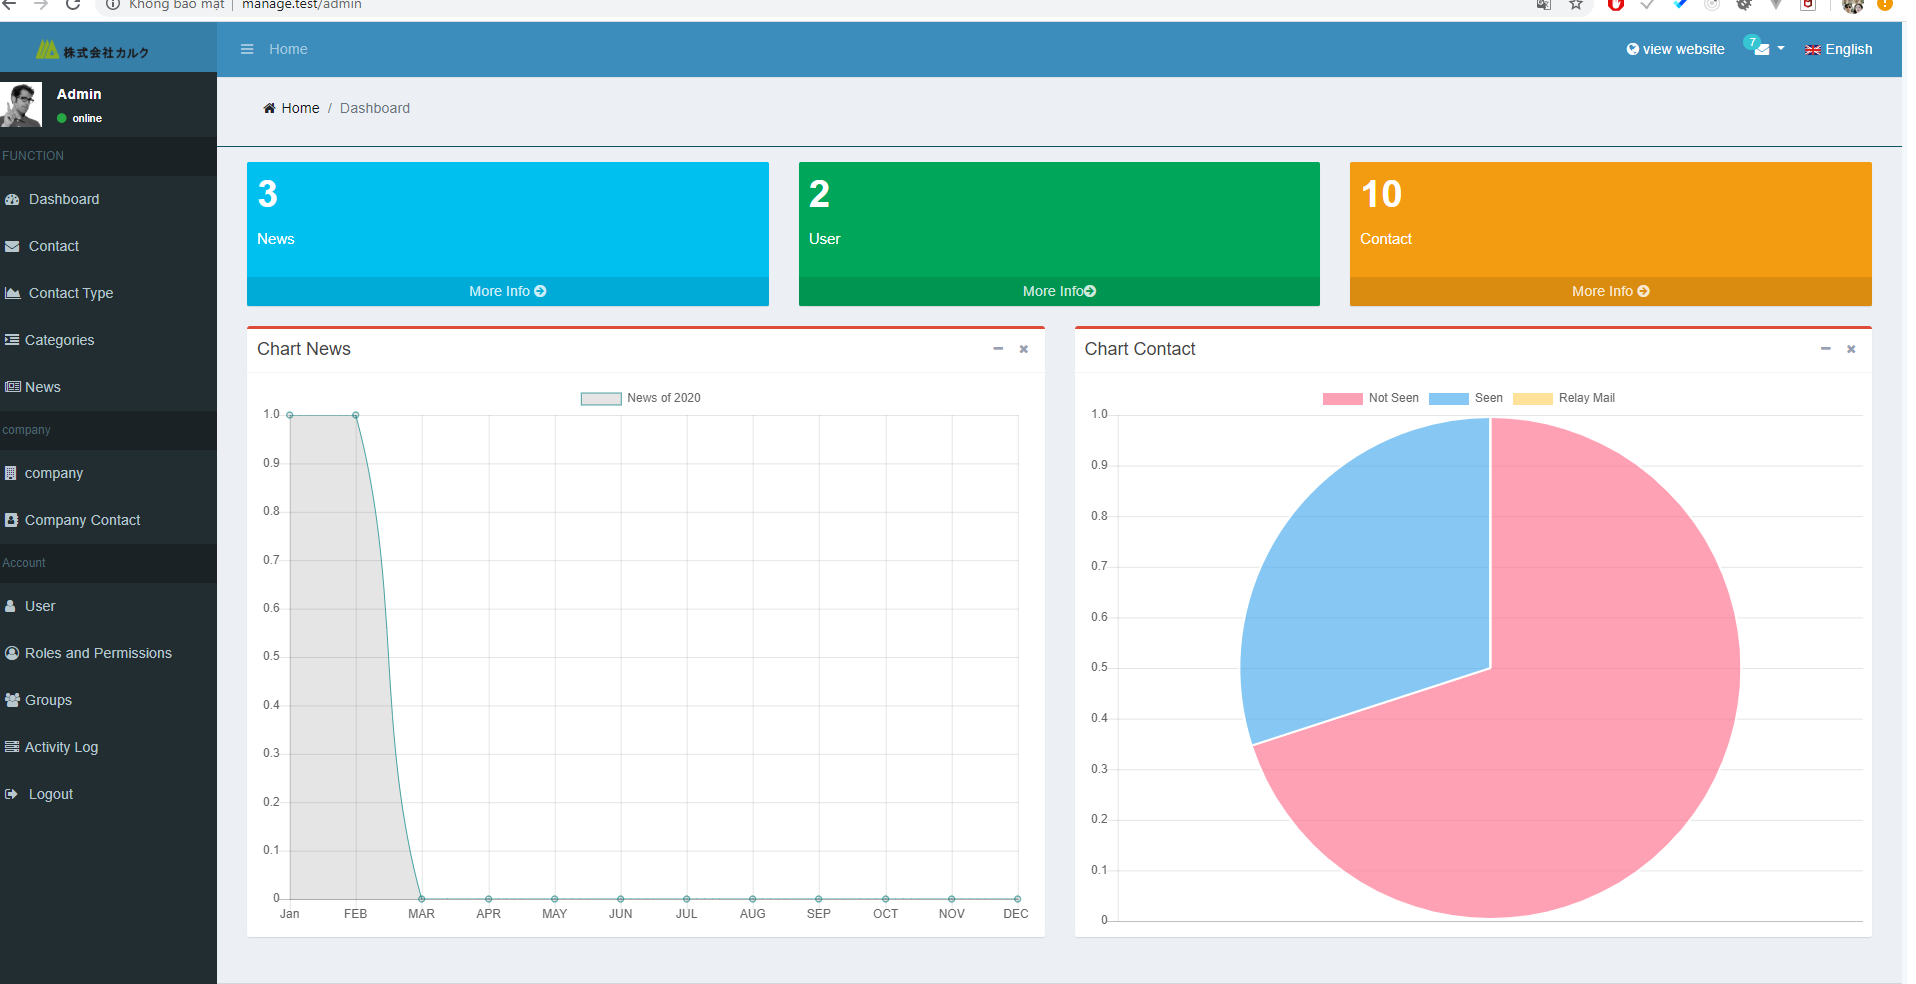 Không bảo mật | manage.test/admin
株式会社カルク
Home
view website
7
English
Admin
online
Home / Dashboard
FUNCTION
Dashboard
Contact
Contact Type
Categories
News
company
company
Company Contact
Account
User
Roles and Permissions
Groups
Activity Log
Logout
3
News
More Info
2
User
More Info
10
Contact
More Info
Chart News
News of 2020
1.0
0.9
0.8
0.7
0.6
0.5
0.4
0.3
0.2
0.1
0
Jan FEB MAR APR MAY JUN JUL AUG SEP OCT NOV DEC
Chart Contact
Not Seen Seen Relay Mail
1.0
0.9
0.8
0.7
0.6
0.5
0.4
0.3
0.2
0.1
0